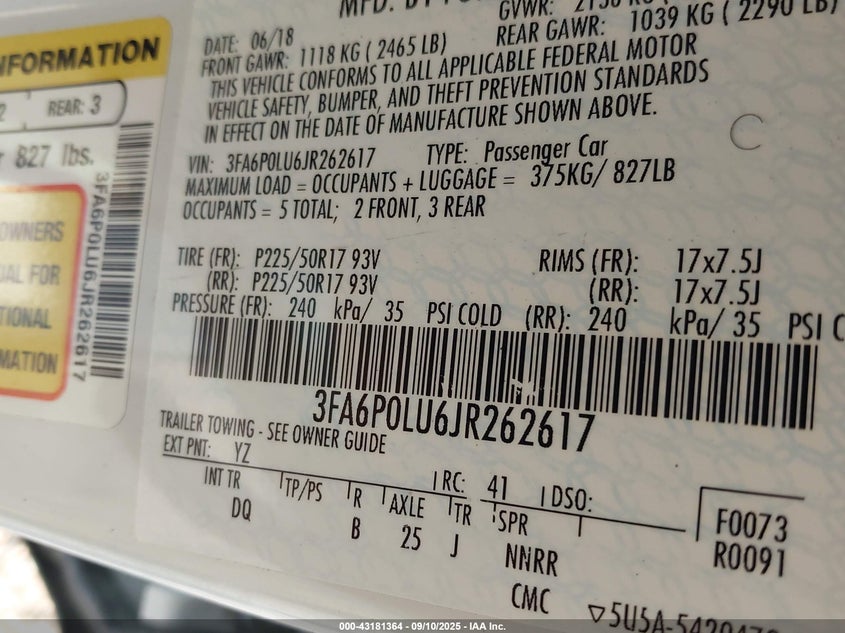 MFD. BY
GVWR:
DATE: 06/18
REAR GAWR: 1039 KG ( 2290 LB)
FRONT GAWR: 1118 KG ( 2465 LB)
THIS VEHICLE CONFORMS TO ALL APPLICABLE FEDERAL MOTOR
VEHICLE SAFETY, BUMPER, AND THEFT PREVENTION STANDARDS
IN EFFECT ON THE DATE OF MANUFACTURE SHOWN ABOVE.
VIN: 3FA6P0LU6JR262617 TYPE: Passenger Car
MAXIMUM LOAD = OCCUPANTS + LUGGAGE = 375KG/ 827LB
OCCUPANTS = 5 TOTAL; 2 FRONT, 3 REAR
TIRE (FR): P225/50R17 93V RIMS (FR): 17x7.5J
(RR): P225/50R17 93V (RR): 17x7.5J
PRESSURE (FR): 240 kPa/ 35 PSI COLD (RR): 240 kPa/ 35 PSI
3FA6P0LU6JR262617
TRAILER TOWING - SEE OWNER GUIDE
EXT PNT: YZ RC: 41 DSO:
INT TR TP/PS R AXLE TR SPR
DQ B 25 J NNRR
CMC
F0073
R0091
REAR: 3
827 lbs.
3FA6P0LU6JR262617
OWNERS
FOR
000-43181364 - 09/10/2025 - IAA Inc.